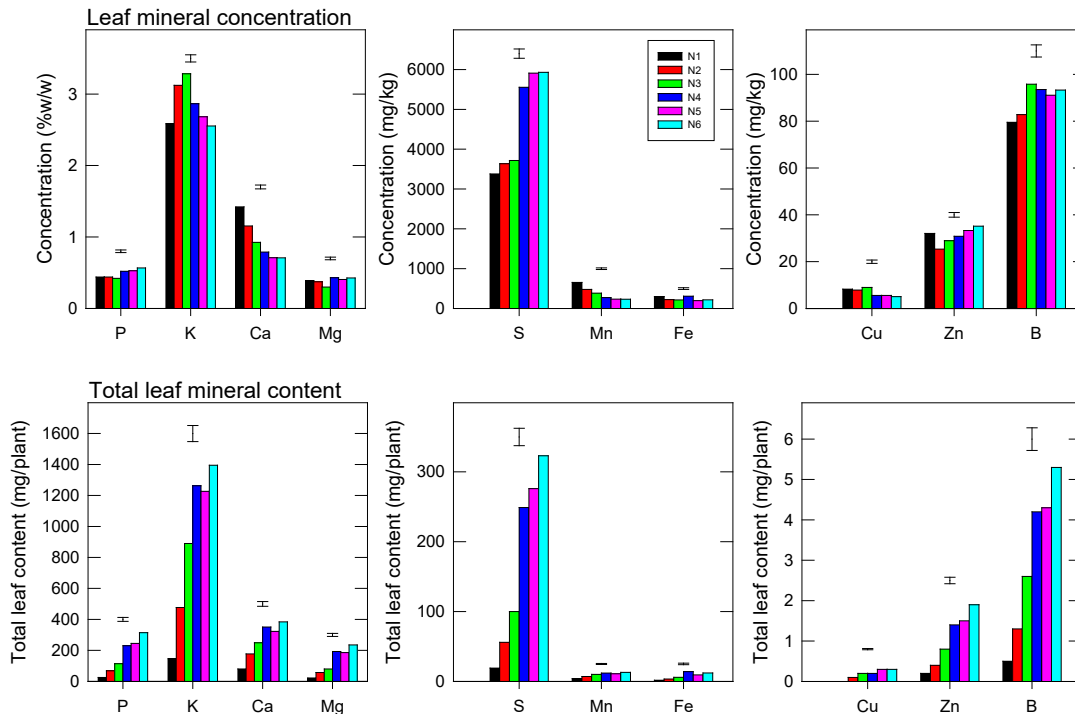 Leaf mineral concentration
Concentration (%w/w)
3
2
1
0
P K Ca Mg
Concentration (mg/kg)
6000
5000
4000
3000
2000
1000
0
S Mn Fe
N1
N2
N3
N4
N5
N6
Concentration (mg/kg)
100
80
60
40
20
0
Cu Zn B
Total leaf mineral content
Total leaf content (mg/plant)
1600
1400
1200
1000
800
600
400
200
0
P K Ca Mg
Total leaf content (mg/plant)
300
200
100
0
S Mn Fe
Total leaf content (mg/plant)
6
5
4
3
2
1
0
Cu Zn B